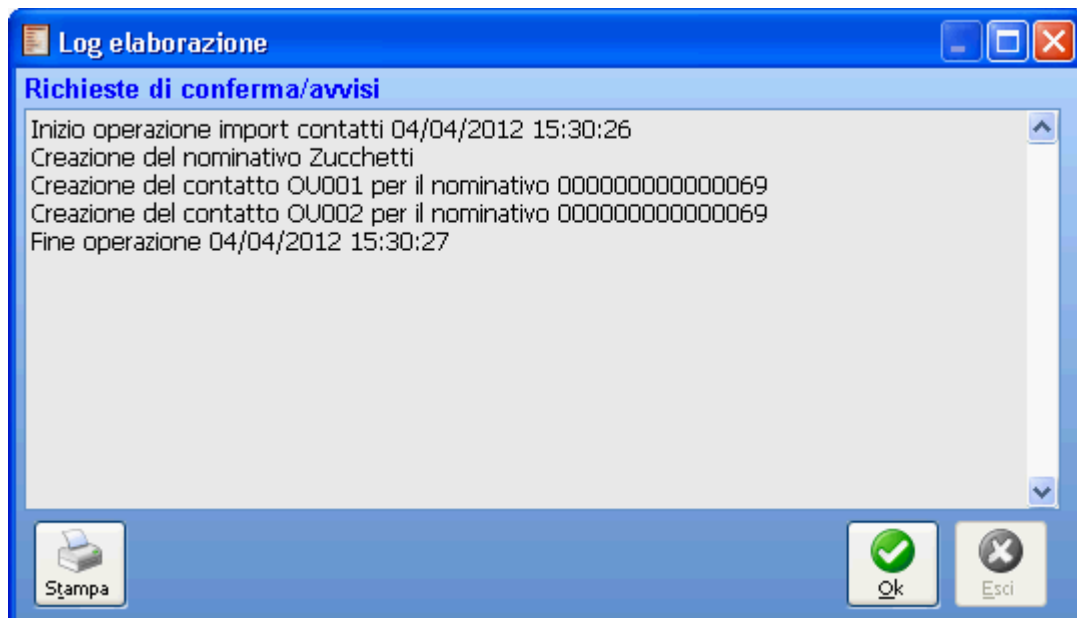 Log elaborazione
Richieste di conferma/avvisi
Inizio operazione import contatti 04/04/2012 15:30:26
Creazione del nominativo Zucchetti
Creazione del contatto OU001 per il nominativo 000000000000069
Creazione del contatto OU002 per il nominativo 000000000000069
Fine operazione 04/04/2012 15:30:27
Stampa
Ok
Esci